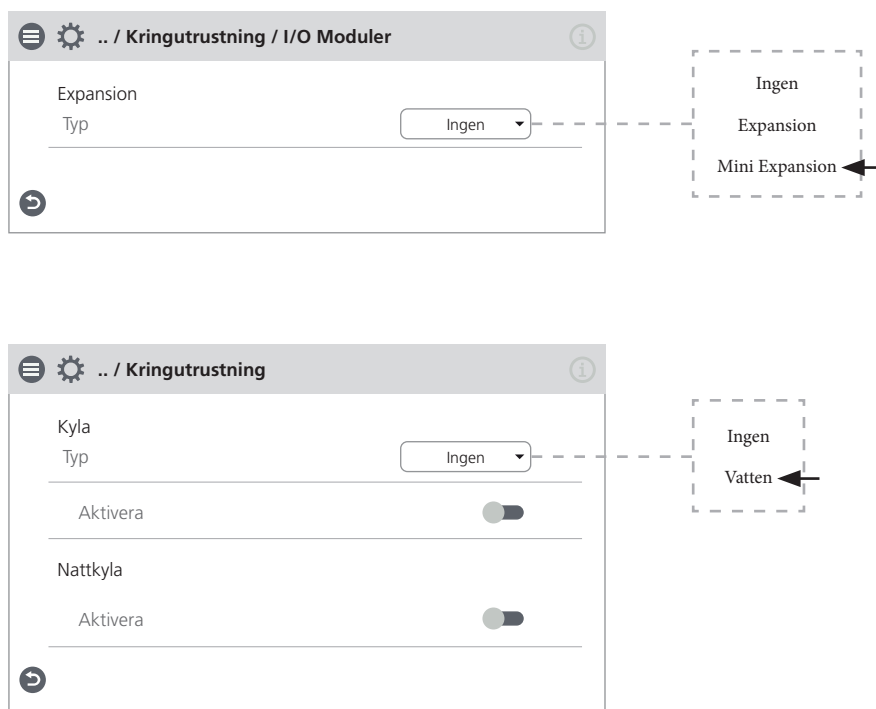 .. / Kringutrustning / I/O Moduler
Expansion
Typ
Ingen
Ingen
Expansion
Mini Expansion
.. / Kringutrustning
Kyla
Typ
Ingen
Ingen
Vatten
Aktivera
Nattkyla
Aktivera